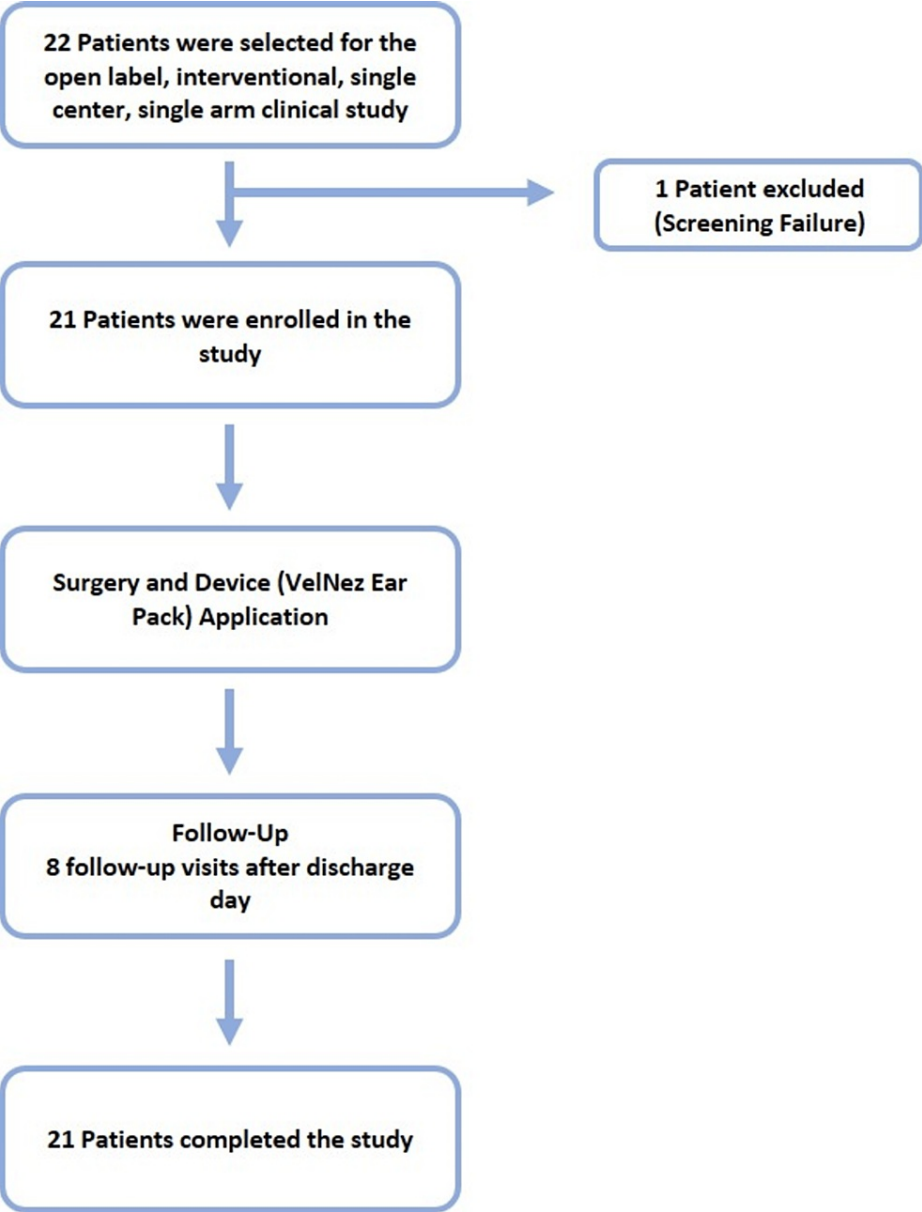 22 Patients were selected for the
open label, interventional, single
center, single arm clinical study
1 Patient excluded
(Screening Failure)
21 Patients were enrolled in the
study
Surgery and Device (VelNez Ear
Pack) Application
Follow-Up
8 follow-up visits after discharge
day
21 Patients completed the study